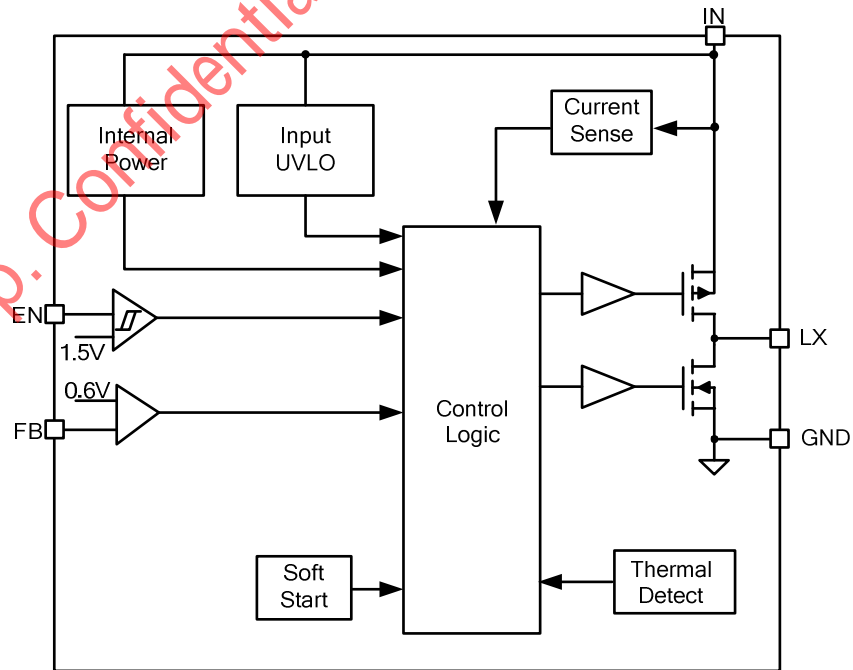 IN
Current
Sense
Internal
Power
Input
UVLO
EN
1.5V
LX
0.6V
FB
Control
Logic
GND
Soft
Start
Thermal
Detect
p. Confidentia